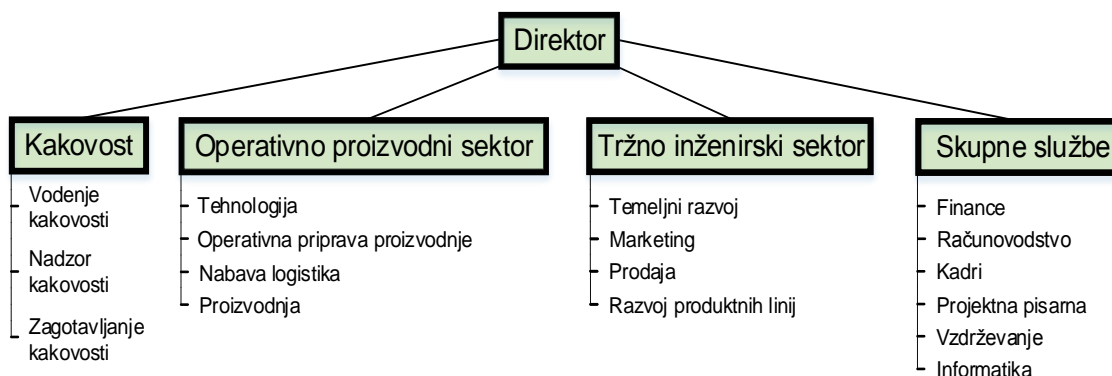 Direktor
Kakovost
Vodenje
kakovosti
Nadzor
kakovosti
Zagotavljanje
kakovosti
Operativno proizvodni sektor
Tehnologija
Operativna priprava proizvodnje
Nabava logistika
Proizvodnja
Tržno inženirski sektor
Temeljni razvoj
Marketing
Prodaja
Razvoj produktnih linij
Skupne službe
Finance
Računovodstvo
Kadri
Projektna pisarna
Vzdrževanje
Informatika